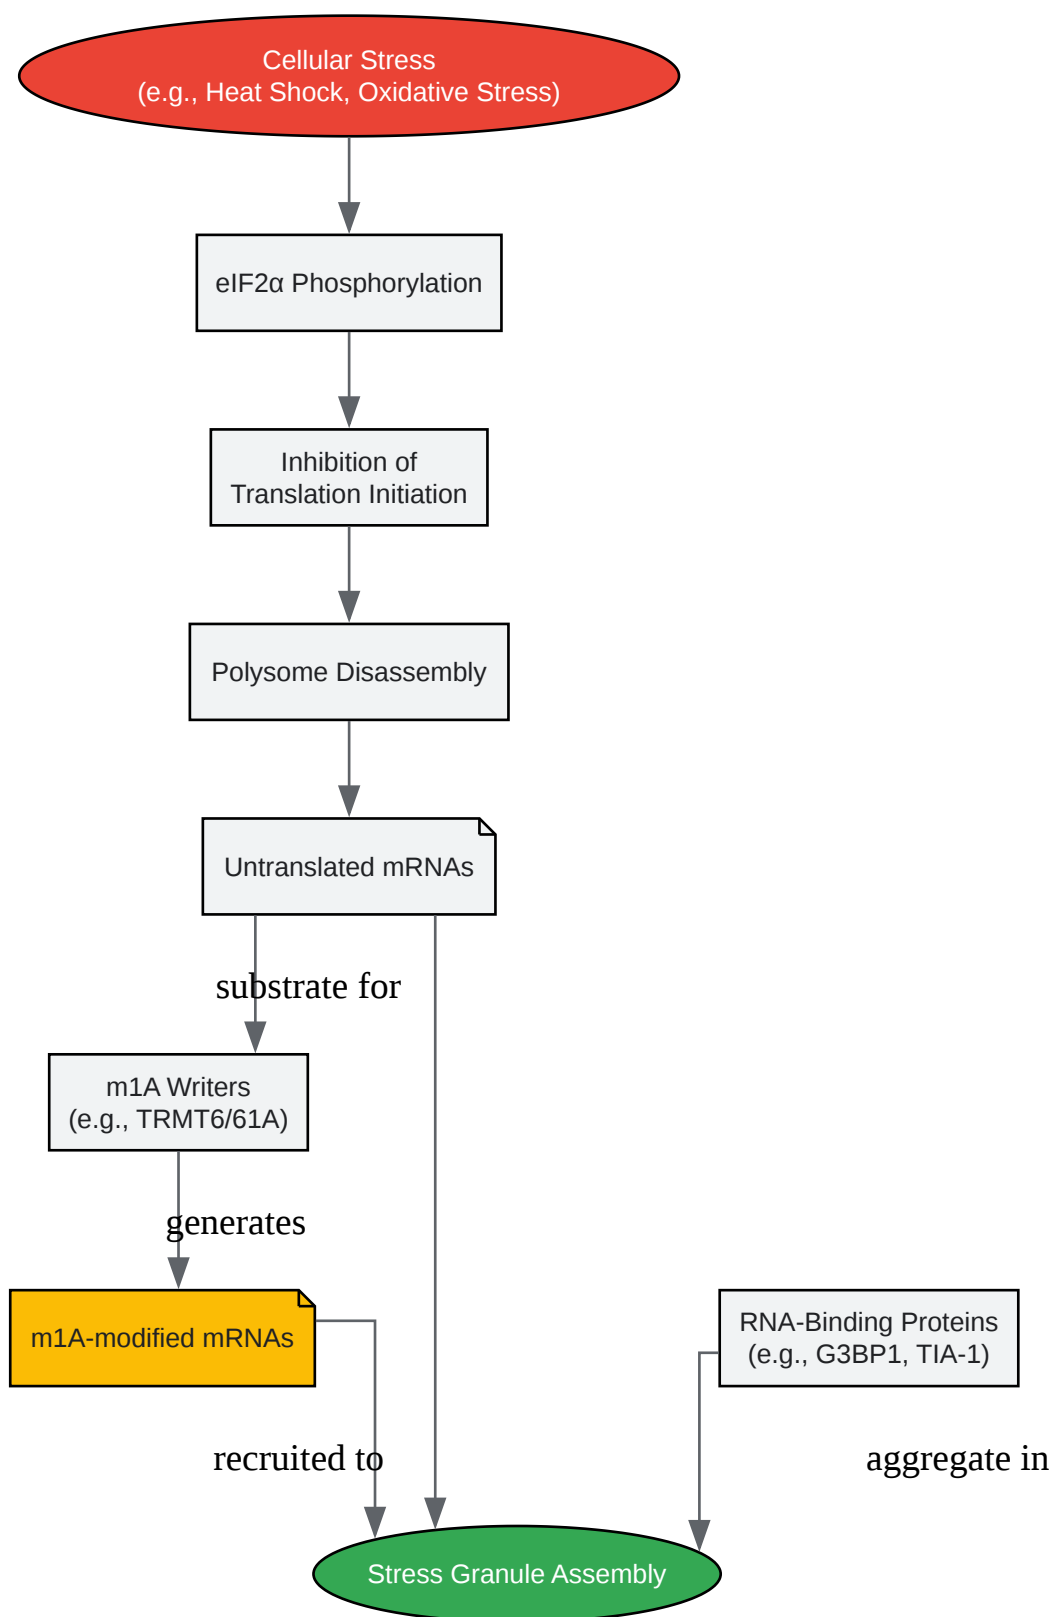 Cellular Stress
(e.g., Heat Shock, Oxidative Stress)
eIF2α Phosphorylation
Inhibition of
Translation Initiation
Polysome Disassembly
Untranslated mRNAs
substrate for
m1A Writers
(e.g., TRMT6/61A)
generates
m1A-modified mRNAs
RNA-Binding Proteins
(e.g., G3BP1, TIA-1)
recruited to
aggregate in
Stress Granule Assembly